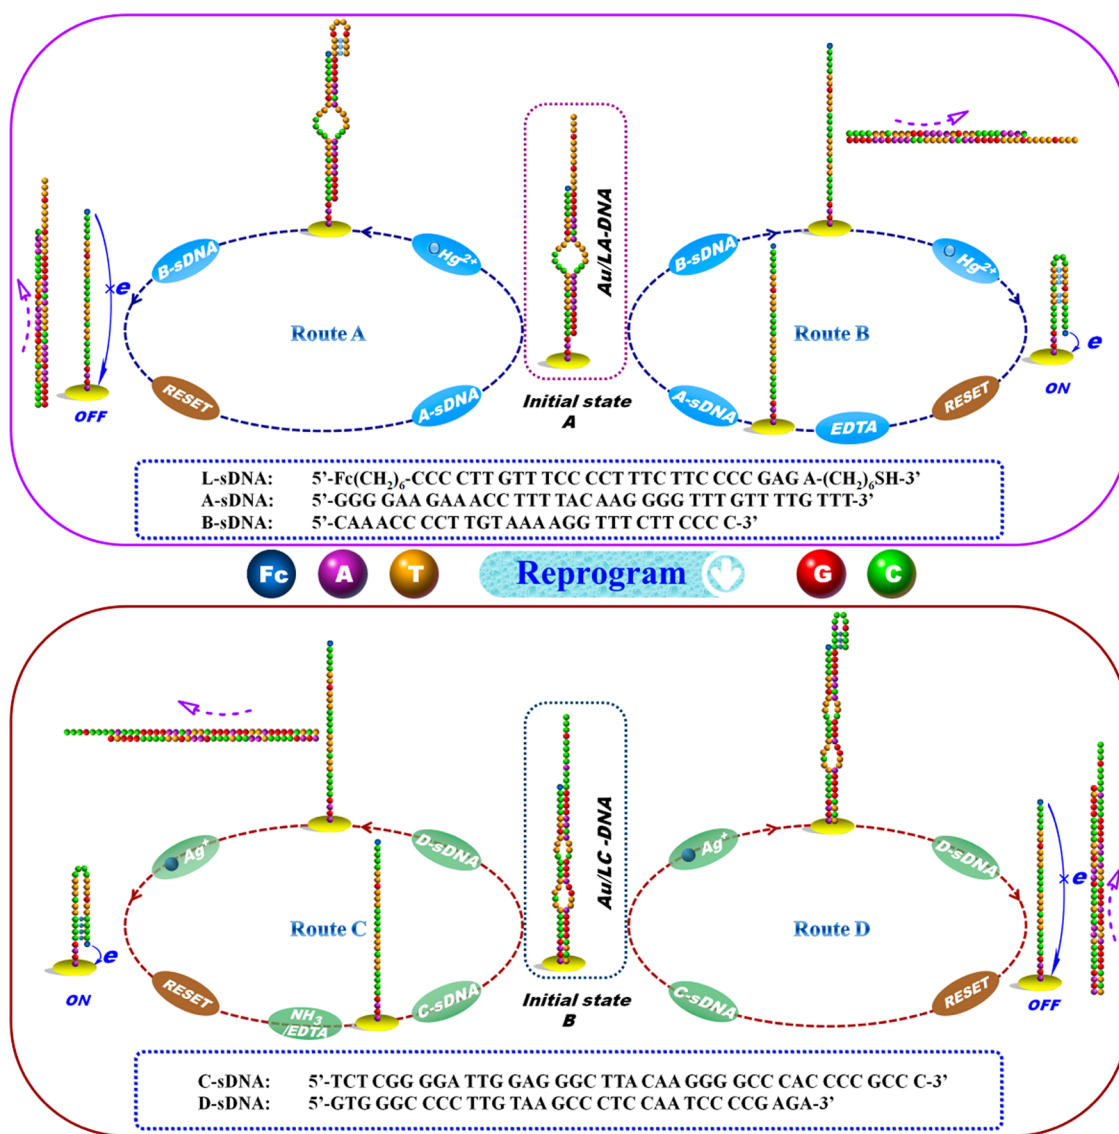 B-sDNA
Hg²⁺
Route A
e
OFF
RESET
A-sDNA
Au/LA-DNA
Initial state
A
B-sDNA
Hg²⁺
Route B
e
ON
A-sDNA
EDTA
RESET
L-sDNA: 5'-Fc(CH₂)₆-CCC CTT GTT TCC CCT TTC TTC CCC GAG A-(CH₂)₆SH-3'
A-sDNA: 5'-GGG GAA GAA ACC TTT TAC AAG GGG TTT GTT TTG TTT-3'
B-sDNA: 5'-CAAACC CCT TGT AAA AGG TTT CTT CCC C-3'
Fc
A
T
Reprogram
G
C
Ag⁺
D-sDNA
Route C
e
ON
RESET
NH₃
/EDTA
C-sDNA
Au/LC -DNA
Initial state
B
Ag⁺
D-sDNA
Route D
e
OFF
C-sDNA
RESET
C-sDNA: 5'-TCT CGG GGA TTG GAG GGC TTA CAA GGG GCC CAC CCC GCC C-3'
D-sDNA: 5'-GTG GGC CCC TTG TAA GCC CTC CAA TCC CCG AGA-3'